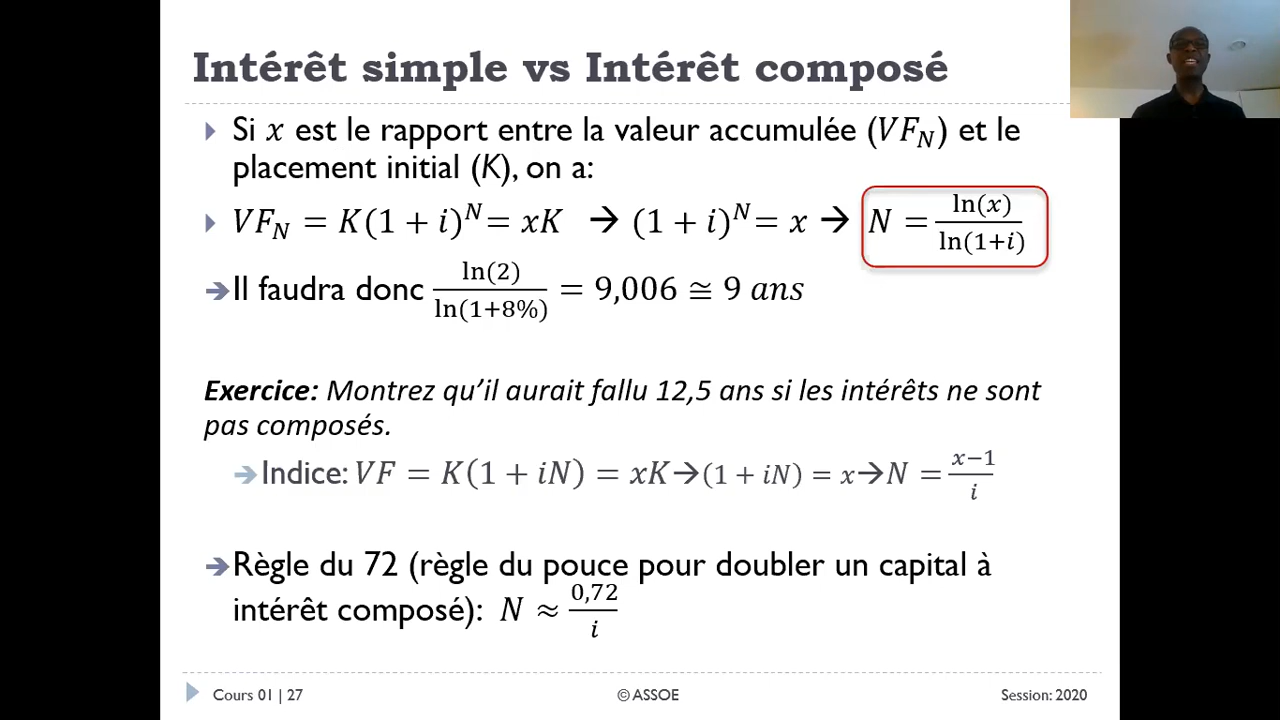 Intérêt simple vs Intérêt composé
Si x est le rapport entre la valeur accumulée (VF_N) et le
placement initial (K), on a:
VF_N = K(1 + i)^N = xK → (1 + i)^N = x → N = ln(x)/ln(1+i)
→ Il faudra donc ln(2)/ln(1+8%) = 9,006 ≅ 9 ans
Exercice: Montrez qu’il aurait fallu 12,5 ans si les intérêts ne sont
pas composés.
→ Indice: VF = K(1 + iN) = xK → (1 + iN) = x → N = x−1/i
→ Règle du 72 (règle du pouce pour doubler un capital à
intérêt composé): N ≈ 0,72/i
Cours 01 | 27
© ASSOE
Session: 2020